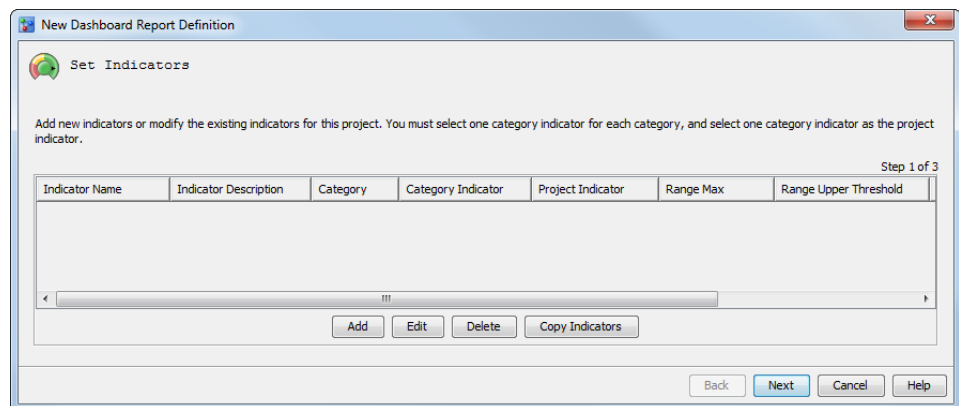 New Dashboard Report Definition
Set Indicators
Add new indicators or modify the existing indicators for this project. You must select one category indicator for each category, and select one category indicator as the project
indicator.
Step 1 of 3
Indicator Name Indicator Description Category Category Indicator Project Indicator Range Max Range Upper Threshold
Add Edit Delete Copy Indicators
Back Next Cancel Help